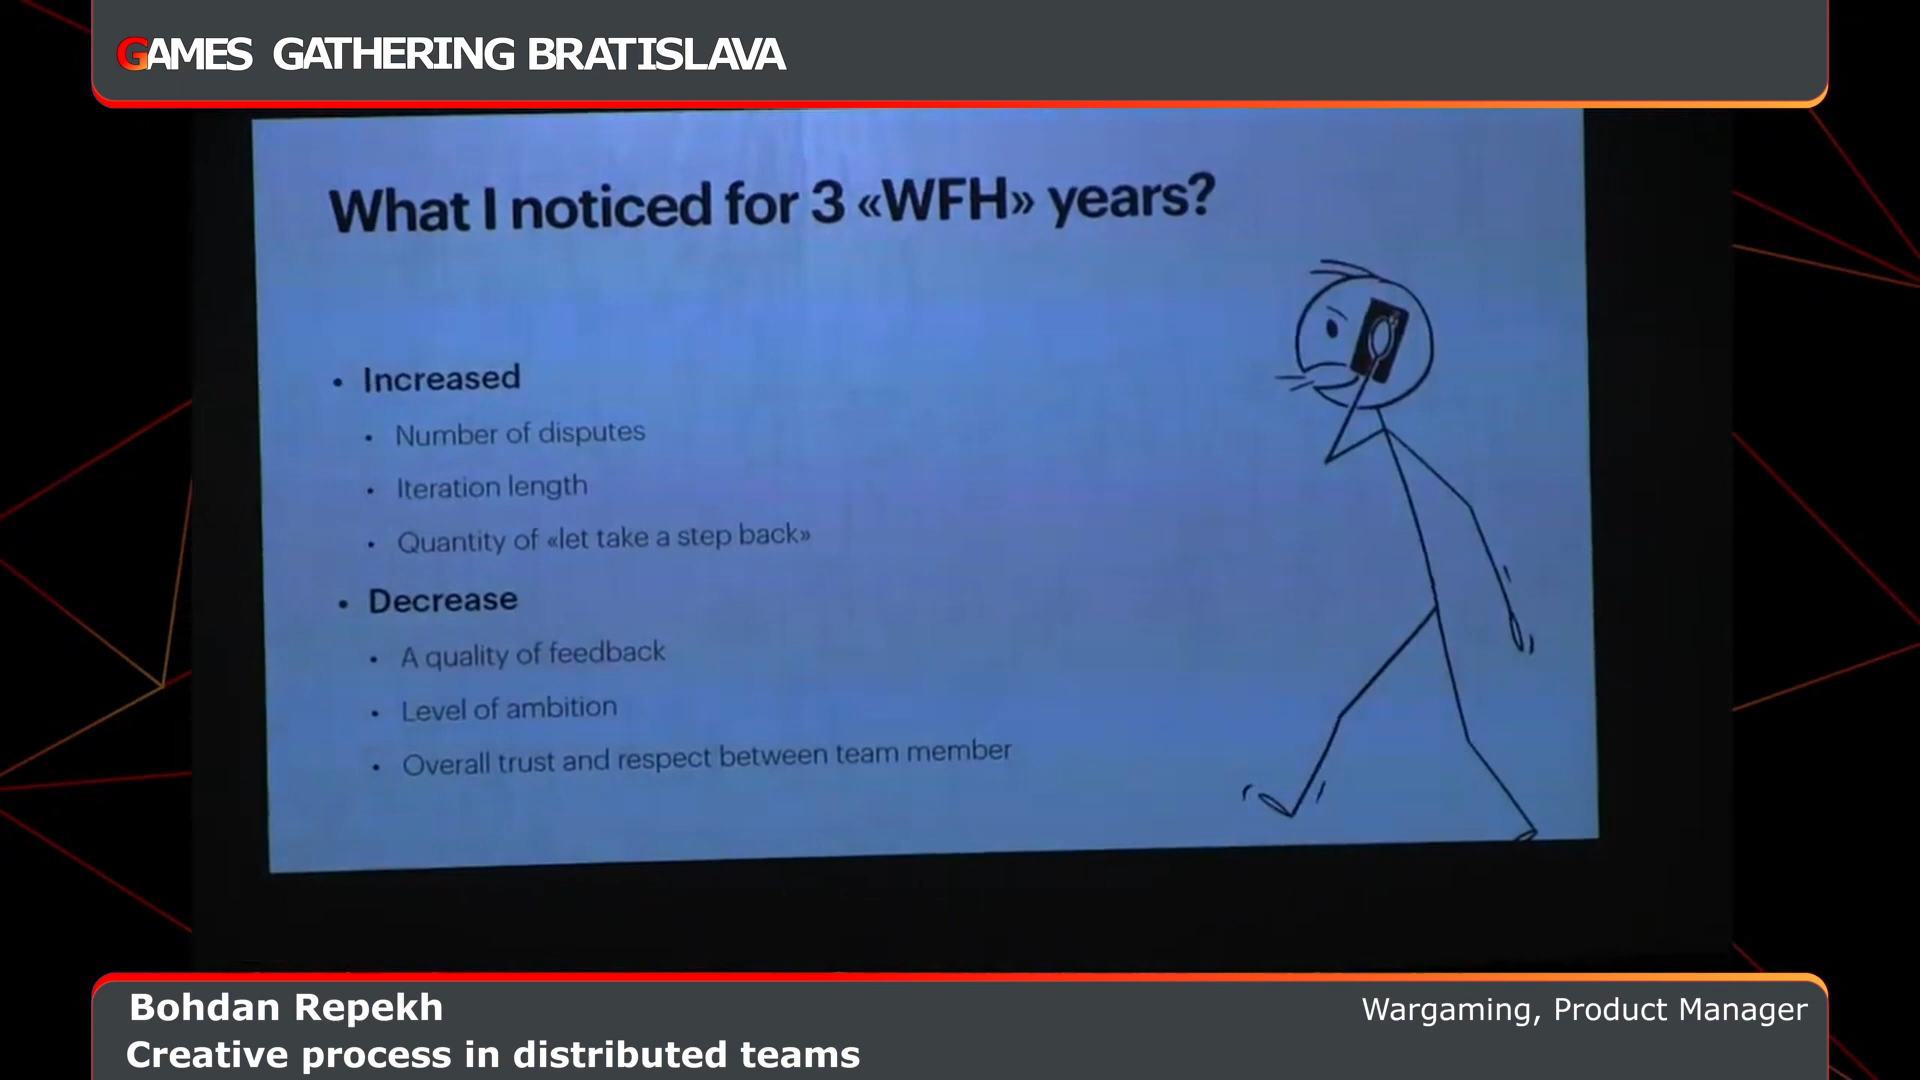 GAMES GATHERING BRATISLAVA
What I noticed for 3 «WFH» years?
• Increased
• Number of disputes
• Iteration length
• Quantity of «let take a step back»
• Decrease
• A quality of feedback
• Level of ambition
• Overall trust and respect between team member
Bohdan Repekh
Wargaming, Product Manager
Creative process in distributed teams